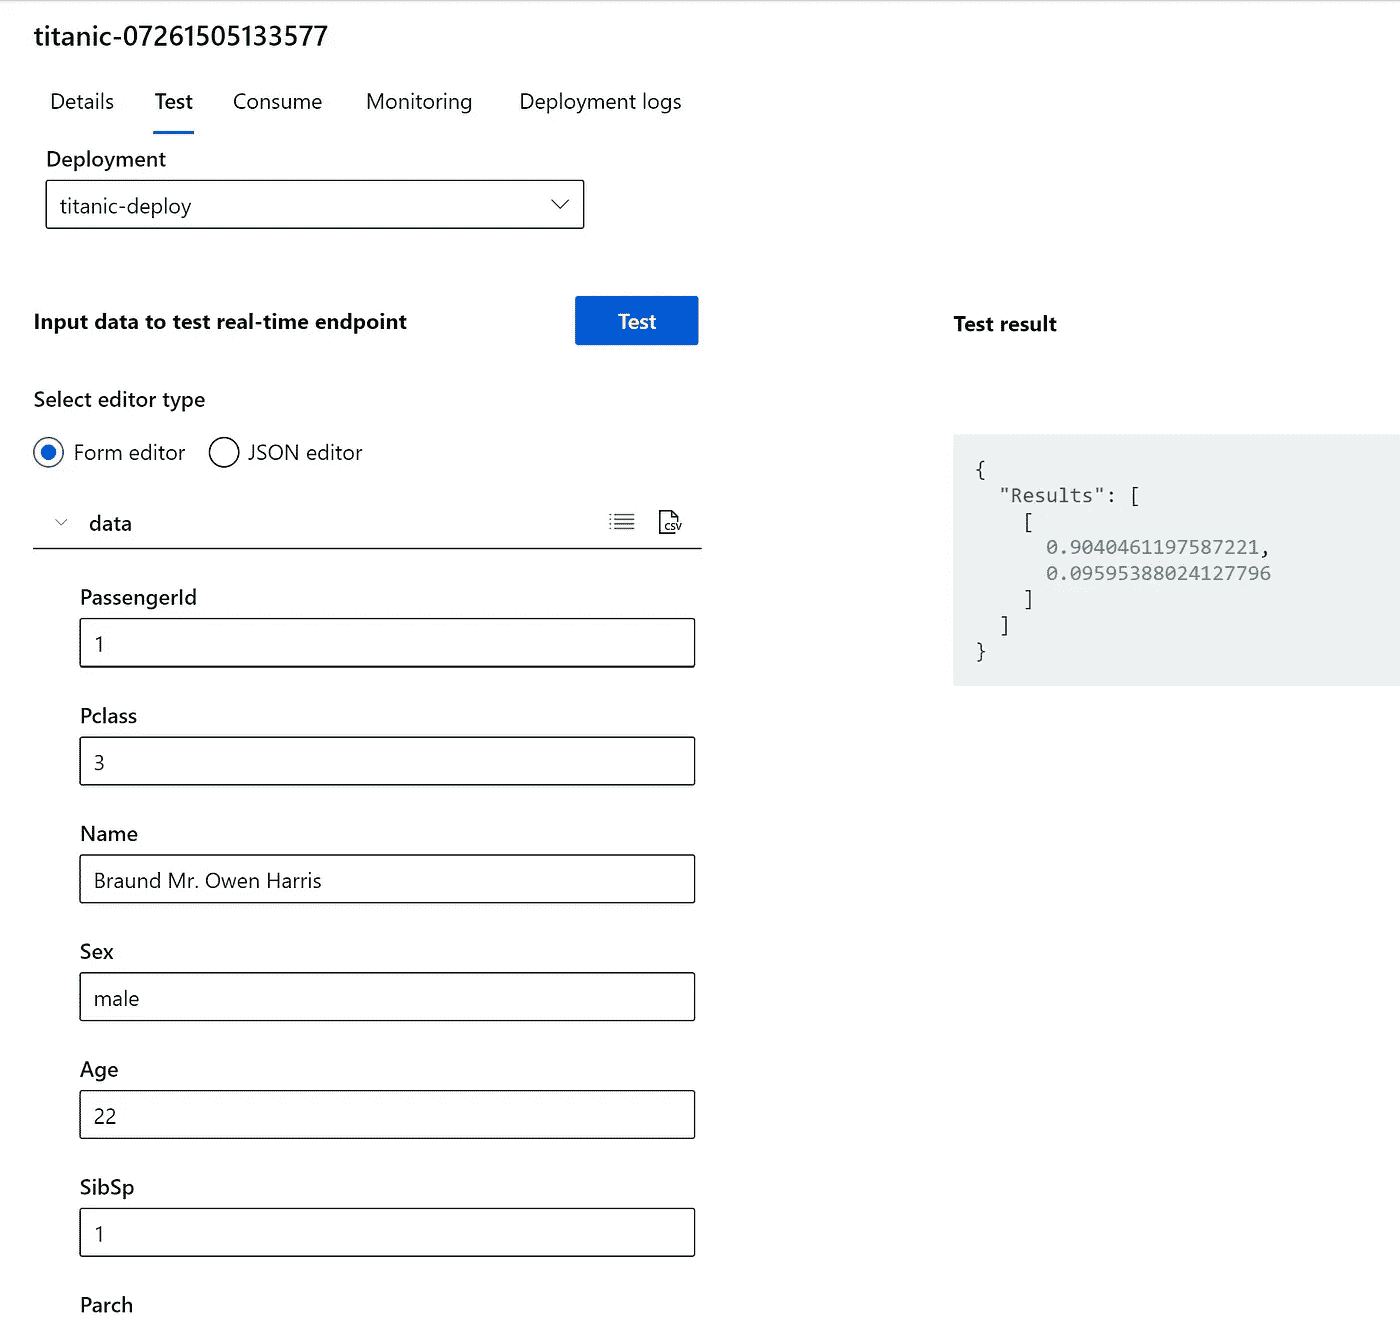 titanic-07261505133577
Details Test Consume Monitoring Deployment logs
Deployment
titanic-deploy
Input data to test real-time endpoint
Test
Select editor type
Form editor JSON editor
data
CSV
PassengerId
1
Pclass
3
Name
Braund Mr. Owen Harris
Sex
male
Age
22
SibSp
1
Parch
Test result
{
"Results": [
[
0.9040461197587221,
0.09595388024127796
]
]
}